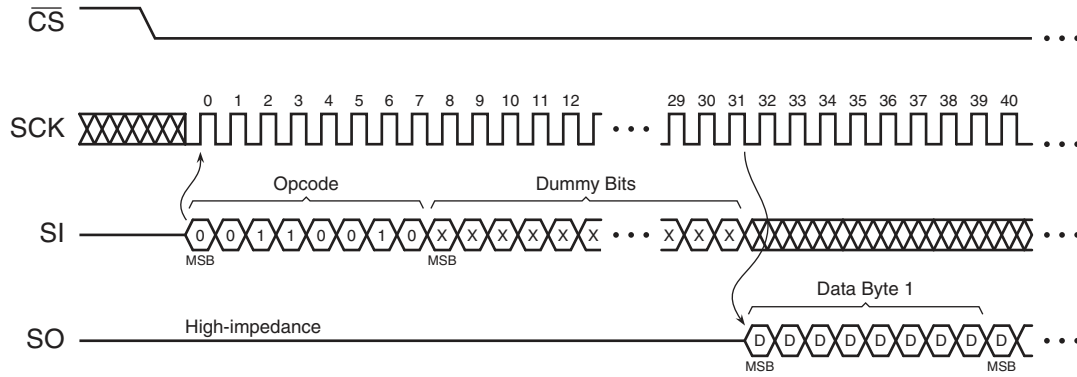 CS
SCK
0 1 2 3 4 5 6 7 8 9 10 11 12 29 30 31 32 33 34 35 36 37 38 39 40
Opcode Dummy Bits
SI
0 0 1 1 0 0 1 0 X X X X X X X X X
MSB MSB
Data Byte 1
SO
High-impedance
D D D D D D D D D
MSB MSB